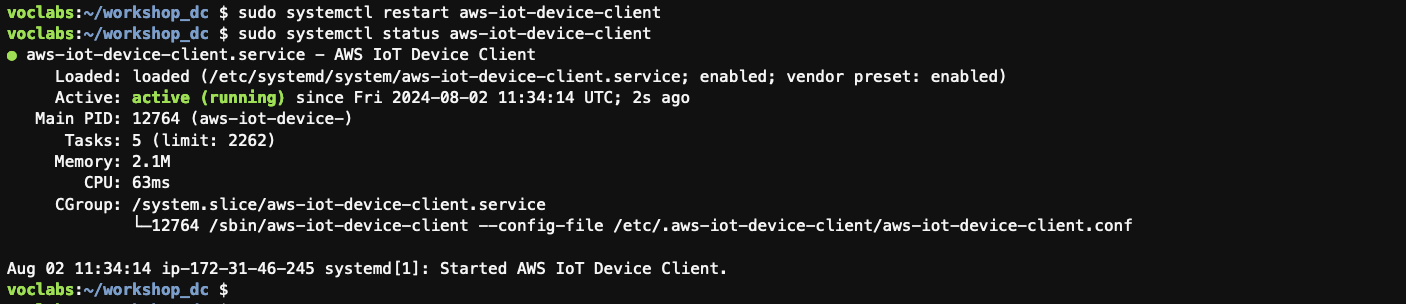 voclabs:~/workshop_dc $ sudo systemctl restart aws-iot-device-client
voclabs:~/workshop_dc $ sudo systemctl status aws-iot-device-client
● aws-iot-device-client.service - AWS IoT Device Client
Loaded: loaded (/etc/systemd/system/aws-iot-device-client.service; enabled; vendor preset: enabled)
Active: active (running) since Fri 2024-08-02 11:34:14 UTC; 2s ago
Main PID: 12764 (aws-iot-device-)
Tasks: 5 (limit: 2262)
Memory: 2.1M
CPU: 63ms
CGroup: /system.slice/aws-iot-device-client.service
└─12764 /sbin/aws-iot-device-client --config-file /etc/.aws-iot-device-client/aws-iot-device-client.conf
Aug 02 11:34:14 ip-172-31-46-245 systemd[1]: Started AWS IoT Device Client.
voclabs:~/workshop_dc $